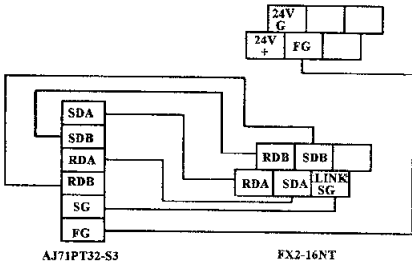 24V
G
24V
+
FG
SDA
SDB
RDA
RDB
SG
FG
RDB
SDB
RDA
SDA
LINK
SG
AJ71PT32-S3
FX2-16NT